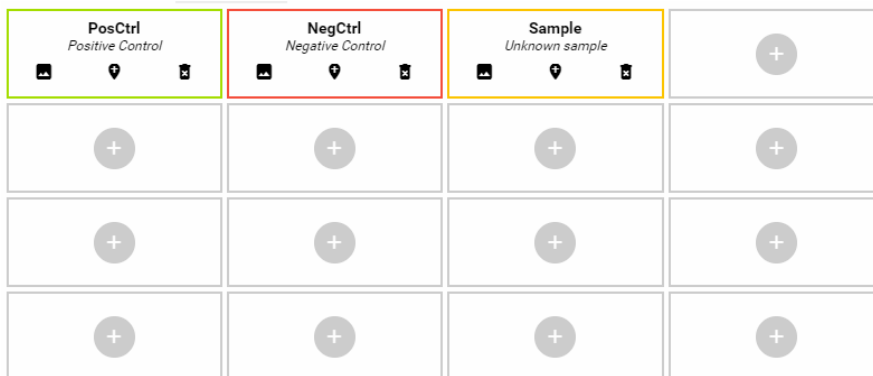 PosCtrl
Positive Control
NegCtrl
Negative Control
Sample
Unknown sample